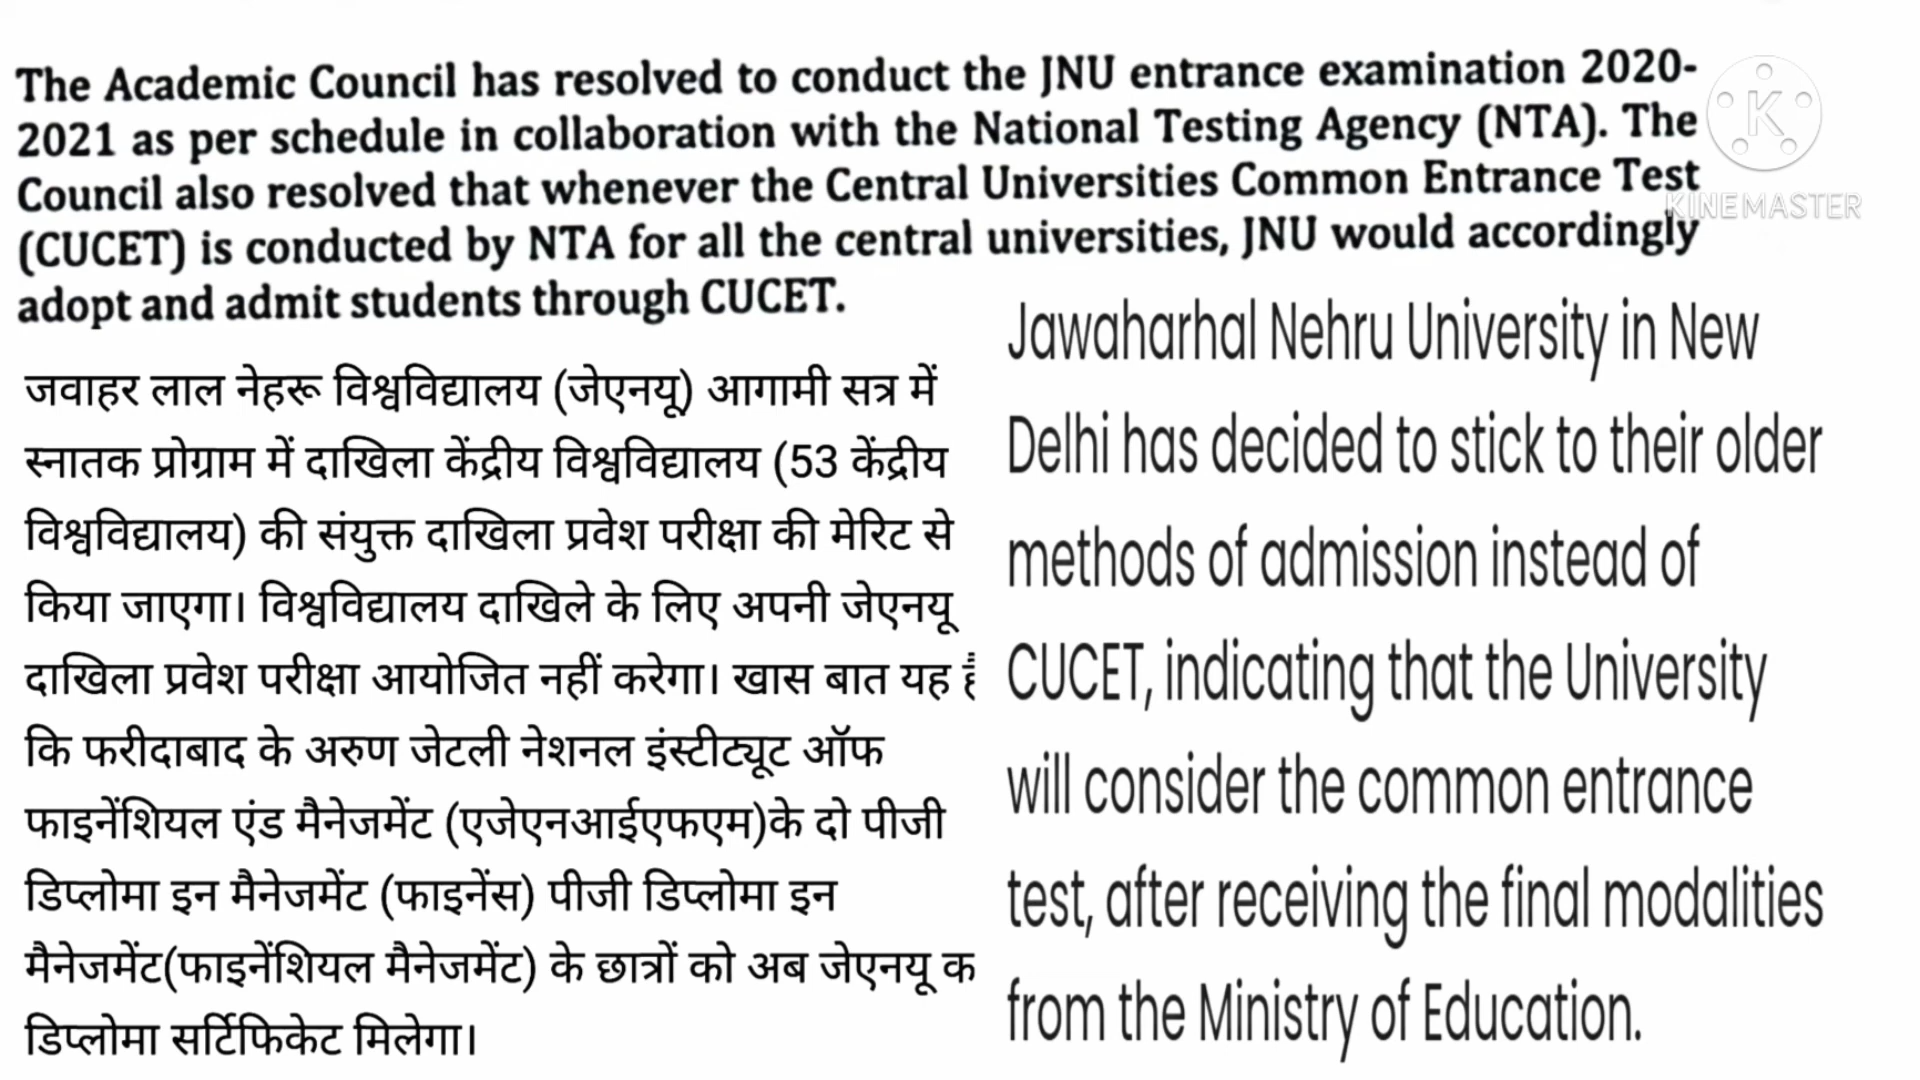 The Academic Council has resolved to conduct the JNU entrance examination 2020-
2021 as per schedule in collaboration with the National Testing Agency (NTA). The
Council also resolved that whenever the Central Universities Common Entrance Test
(CUCET) is conducted by NTA for all the central universities, JNU would accordingly
adopt and admit students through CUCET.
KINEMASTER
जवाहर लाल नेहरू विश्वविद्यालय (जेएनयू) आगामी सत्र में
स्नातक प्रोग्राम में दाखिला केंद्रीय विश्वविद्यालय (53 केंद्रीय
विश्वविद्यालय) की संयुक्त दाखिला प्रवेश परीक्षा की मेरिट से
किया जाएगा। विश्वविद्यालय दाखिले के लिए अपनी जेएनयू
दाखिला प्रवेश परीक्षा आयोजित नहीं करेगा। खास बात यह है
कि फरीदाबाद के अरुण जेटली नेशनल इंस्टीट्यूट ऑफ
फाइनेंशियल एंड मैनेजमेंट (एजेएनआईएफएम)के दो पीजी
डिप्लोमा इन मैनेजमेंट (फाइनेंस) पीजी डिप्लोमा इन
मैनेजमेंट(फाइनेंशियल मैनेजमेंट) के छात्रों को अब जेएनयू क
डिप्लोमा सर्टिफिकेट मिलेगा।
Jawaharhal Nehru University in New
Delhi has decided to stick to their older
methods of admission instead of
CUCET, indicating that the University
will consider the common entrance
test, after receiving the final modalities
from the Ministry of Education.